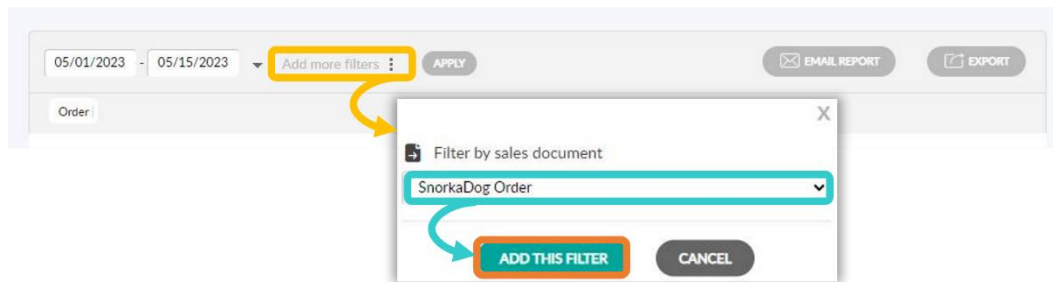 05/01/2023 - 05/15/2023 Add more filters APPLY EMAIL REPORT EXPORT
Order
X
Filter by sales document
SnorkaDog Order
ADD THIS FILTER CANCEL